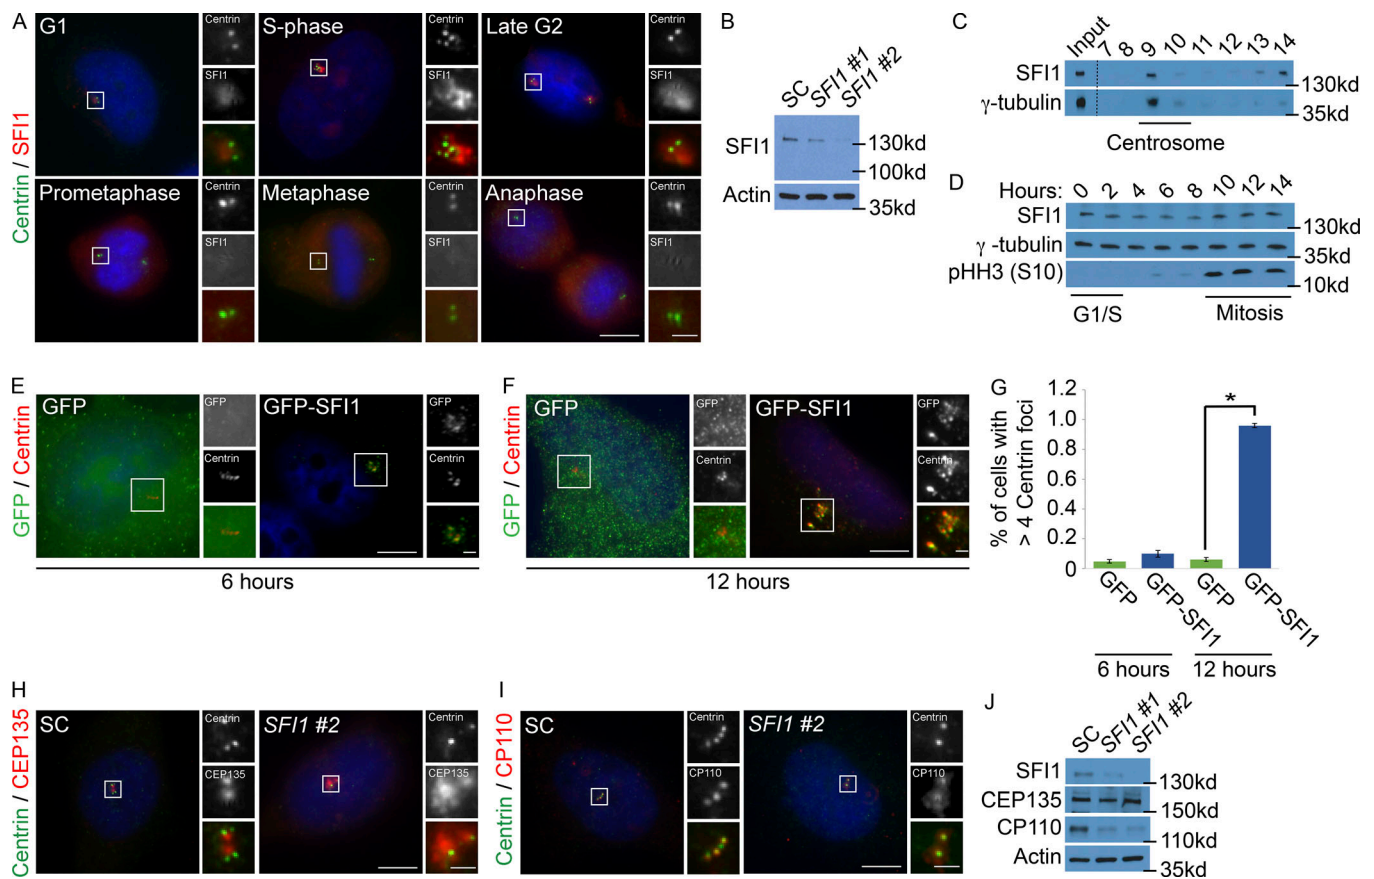 A
Centrin / SFI1
G1
Centrin
SFI1
S-phase
Centrin
SFI1
Late G2
Centrin
SFI1
Prometaphase
Centrin
SFI1
Metaphase
Centrin
SFI1
Anaphase
Centrin
SFI1
B
SC
SFI1 #1
SFI1 #2
SFI1
130kd
100kd
Actin
35kd
C
Input
7
8
9
10
11
12
13
14
SFI1
130kd
γ-tubulin
35kd
Centrosome
D
Hours:
0
2
4
6
8
10
12
14
SFI1
130kd
γ -tubulin
35kd
pHH3 (S10)
10kd
G1/S
Mitosis
E
GFP / Centrin
GFP
GFP
Centrin
GFP-SFI1
GFP
Centrin
6 hours
F
GFP / Centrin
GFP
GFP
Centrin
GFP-SFI1
GFP
Centrin
12 hours
G
% of cells with
> 4 Centrin foci
1.2
1.0
0.8
0.6
0.4
0.2
0
*
GFP
GFP-SFI1
GFP
GFP-SFI1
6 hours
12 hours
H
Centrin / CEP135
SC
Centrin
CEP135
SFI1 #2
Centrin
CEP135
I
Centrin / CP110
SC
Centrin
CP110
SFI1 #2
Centrin
CP110
J
SC
SFI1 #1
SFI1 #2
SFI1
130kd
CEP135
150kd
CP110
110kd
Actin
35kd